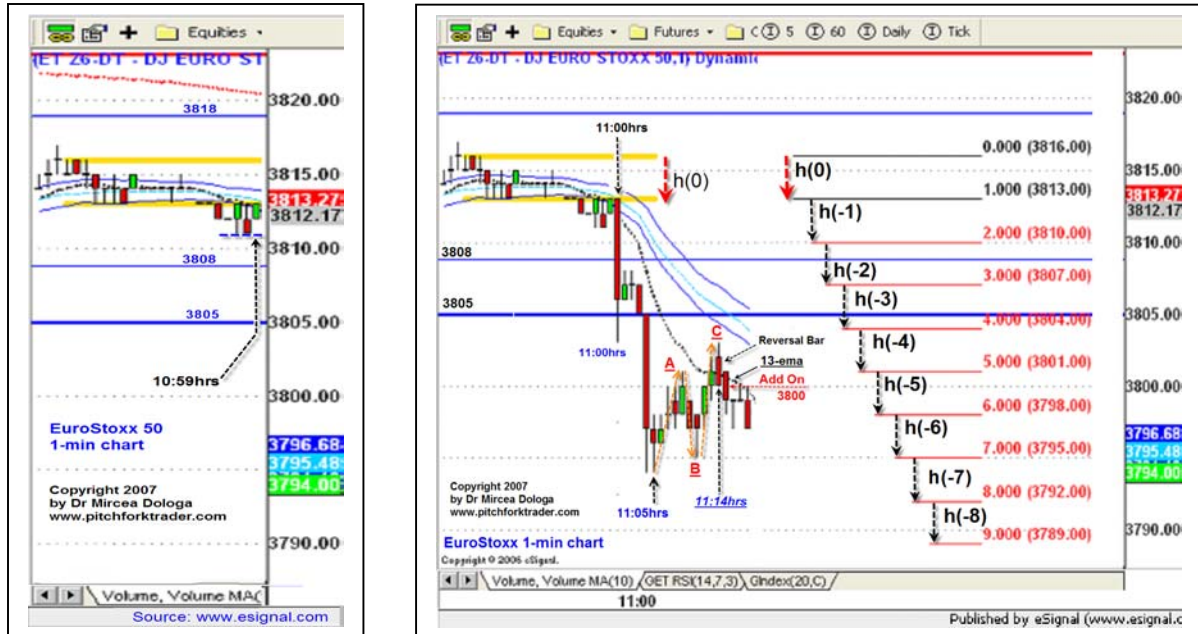 Equities
(ET Z6-DT - DJ EURO ST
3820.00
3818
3815.00
3813.27
3812.17
3810.00
3808
3805.00
3805
10:59hrs
3800.00
EuroStoxx 50
1-min chart
3796.68
3795.48
3794.00
Copyright 2007
by Dr Mircea Dologa
www.pitchforktrader.com
3790.00
Volume, Volume MA(
Source: www.esignal.com
Equities Futures C 5 60 Daily Tick
(ET Z6-DT - DJ EURO STOXX 50,1) Dynamic
3820.00
11:00hrs
0.000 (3816.00)
h(0)
h(0)
3815.00
1.000 (3813.00)
3813.27
3812.17
h(-1)
2.000 (3810.00)
3810.00
3808
h(-2)
3.000 (3807.00)
3805
h(-3)
3805.00
4.000 (3804.00)
11:00hrs
C
Reversal Bar
h(-4)
A
13-ema
5.000 (3801.00)
Add On
3800
h(-5)
3800.00
6.000 (3798.00)
h(-6)
3796.68
B
7.000 (3795.00)
3795.48
3794.00
h(-7)
Copyright 2007
by Dr Mircea Dologa
www.pitchforktrader.com
11:05hrs
11:14hrs
8.000 (3792.00)
h(-8)
3790.00
9.000 (3789.00)
EuroStoxx 1-min chart
Copyright © 2006 eSignal.
Volume, Volume MA(10) GET RSI(14,7,3) GIndex(20,C)
11:00
Published by eSignal (www.esignal.c